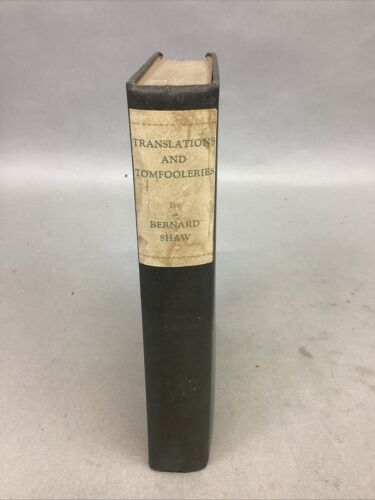 TRANSLATIONS
AND
TOMFOOLERIES
By
BERNARD
SHAW